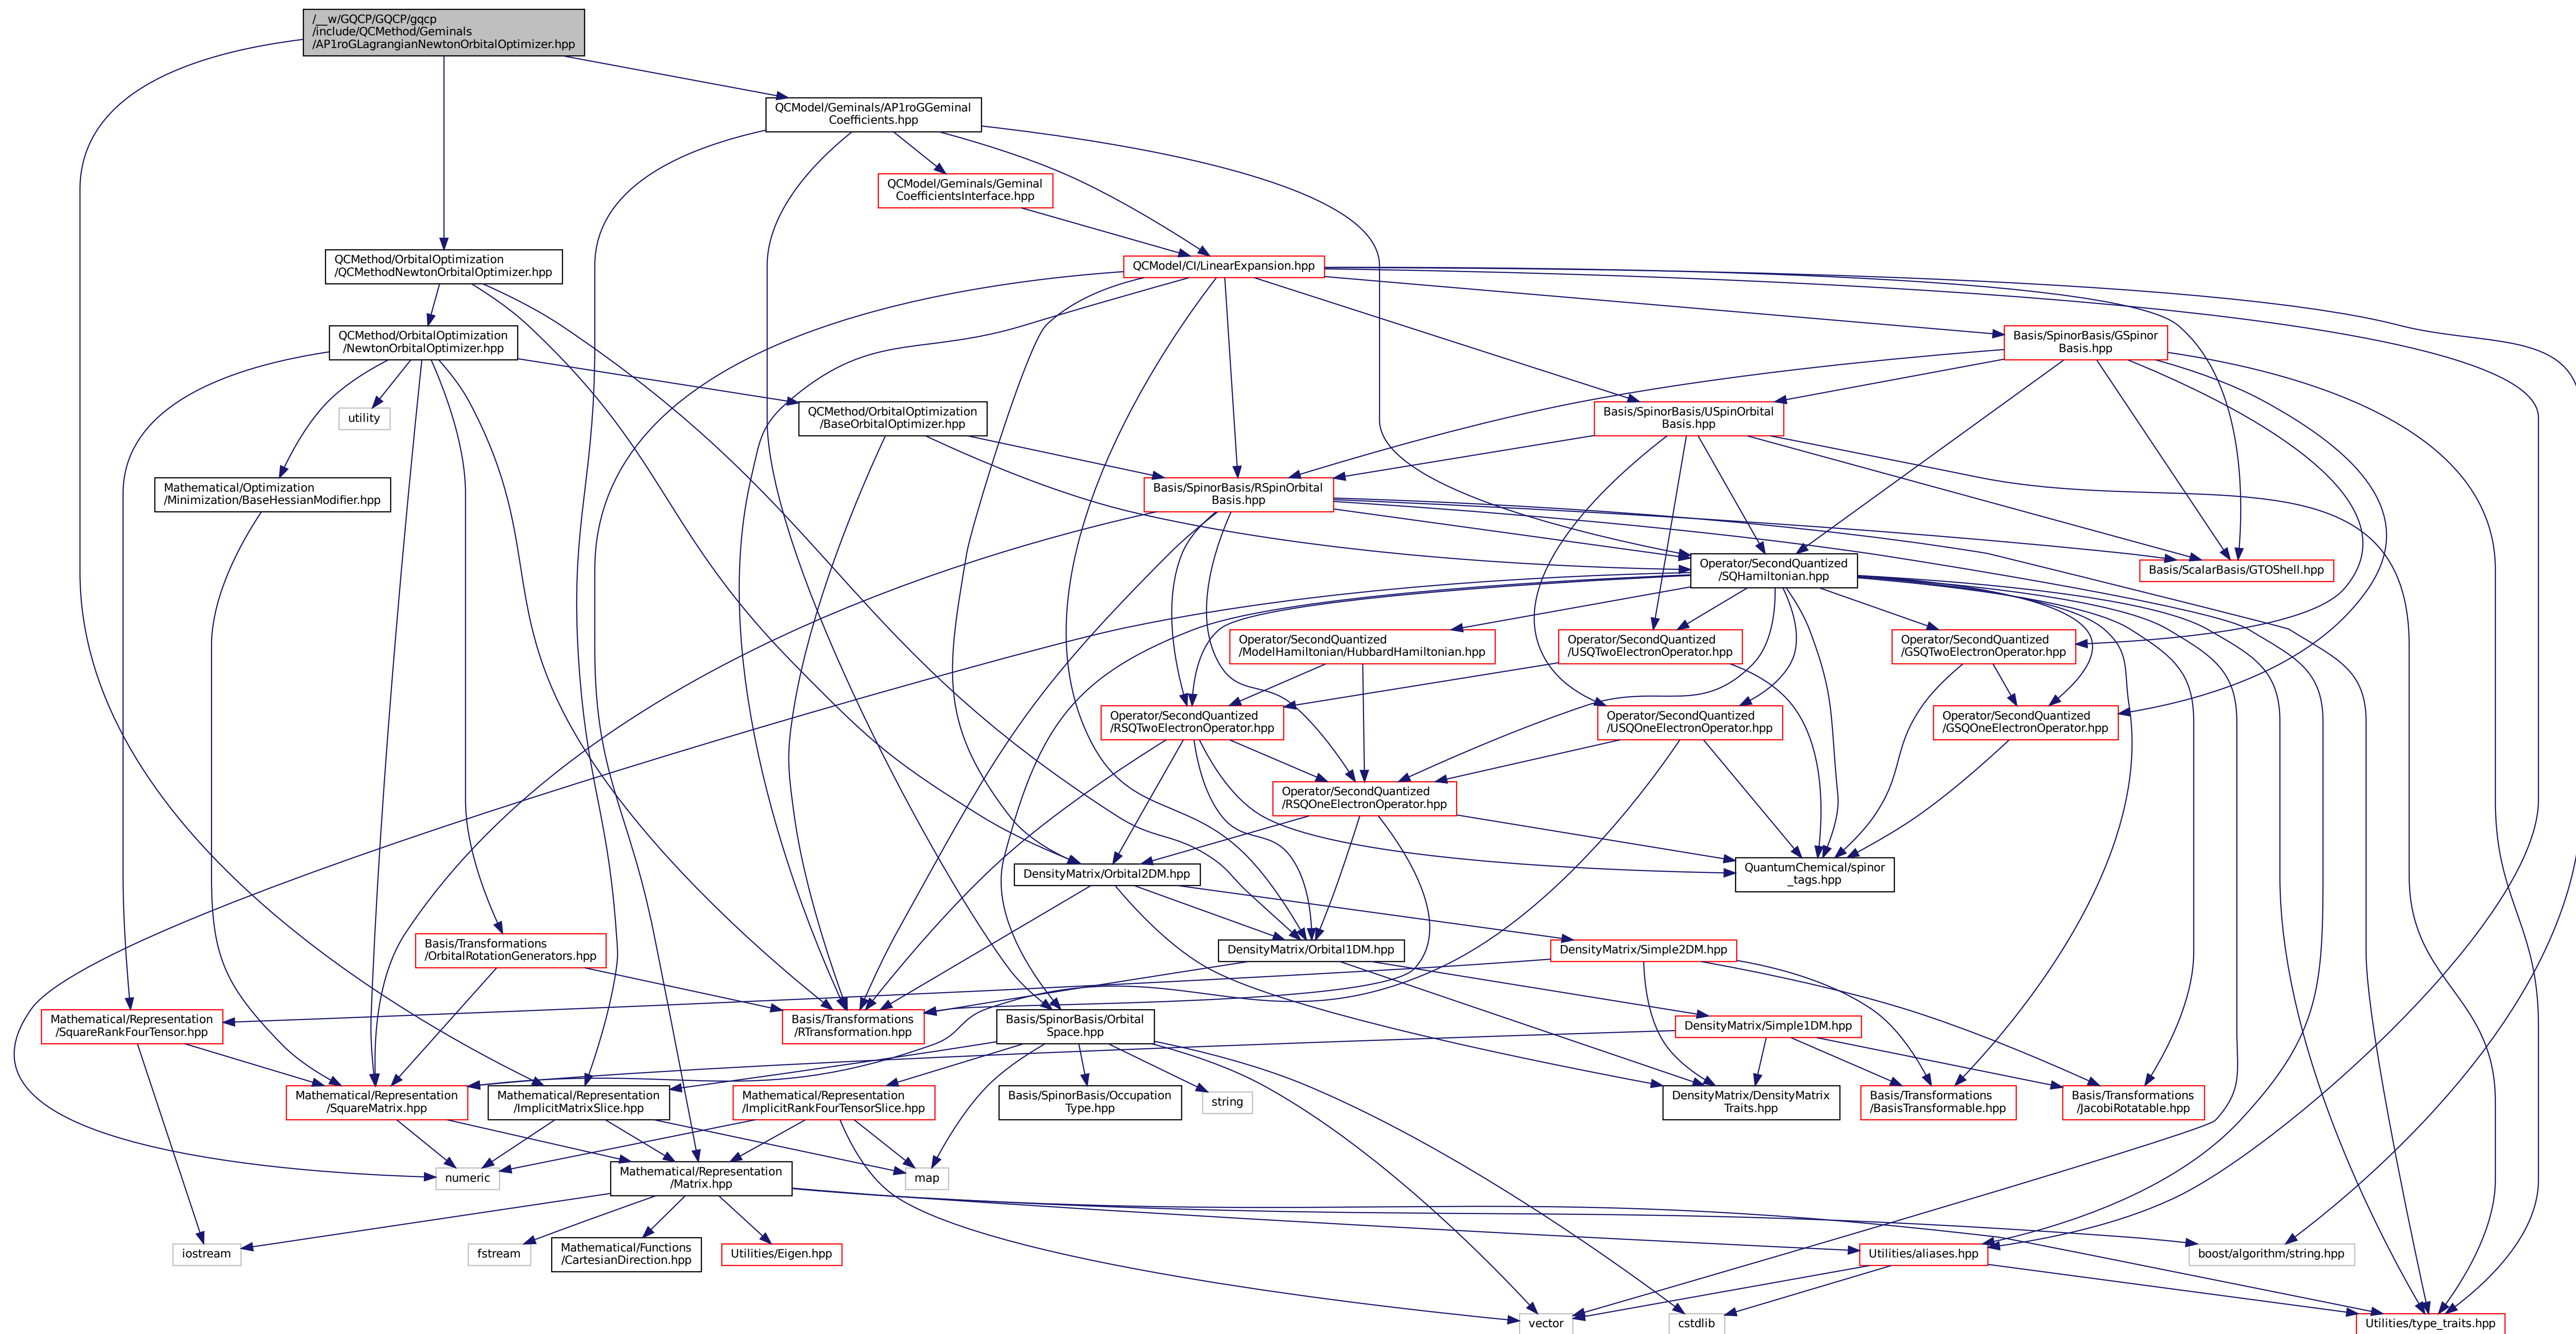 /__w/GQCP/GQCP/gqcp
/include/QCMethod/Geminals
/AP1roGLagrangianNewtonOrbitalOptimizer.hpp
QCModel/Geminals/AP1roGGeminal
Coefficients.hpp
QCModel/Geminals/Geminal
CoefficientsInterface.hpp
QCMethod/OrbitalOptimization
/QCMethodNewtonOrbitalOptimizer.hpp
QCModel/CI/LinearExpansion.hpp
QCMethod/OrbitalOptimization
/NewtonOrbitalOptimizer.hpp
Basis/SpinorBasis/GSpinor
Basis.hpp
utility
QCMethod/OrbitalOptimization
/BaseOrbitalOptimizer.hpp
Basis/SpinorBasis/USpinOrbital
Basis.hpp
Mathematical/Optimization
/Minimization/BaseHessianModifier.hpp
Basis/SpinorBasis/RSpinOrbital
Basis.hpp
Operator/SecondQuantized
/SQHamiltonian.hpp
Basis/ScalarBasis/GTOShell.hpp
Operator/SecondQuantized
/ModelHamiltonian/HubbardHamiltonian.hpp
Operator/SecondQuantized
/USQTwoElectronOperator.hpp
Operator/SecondQuantized
/GSQTwoElectronOperator.hpp
Operator/SecondQuantized
/RSQTwoElectronOperator.hpp
Operator/SecondQuantized
/USQOneElectronOperator.hpp
Operator/SecondQuantized
/GSQOneElectronOperator.hpp
Operator/SecondQuantized
/RSQOneElectronOperator.hpp
DensityMatrix/Orbital2DM.hpp
QuantumChemical/spinor
_tags.hpp
Basis/Transformations
/OrbitalRotationGenerators.hpp
DensityMatrix/Orbital1DM.hpp
DensityMatrix/Simple2DM.hpp
Mathematical/Representation
/SquareRankFourTensor.hpp
Basis/Transformations
/RTransformation.hpp
Basis/SpinorBasis/Orbital
Space.hpp
DensityMatrix/Simple1DM.hpp
Mathematical/Representation
/SquareMatrix.hpp
Mathematical/Representation
/ImplicitMatrixSlice.hpp
Mathematical/Representation
/ImplicitRankFourTensorSlice.hpp
Basis/SpinorBasis/Occupation
Type.hpp
string
DensityMatrix/DensityMatrix
Traits.hpp
Basis/Transformations
/BasisTransformable.hpp
Basis/Transformations
/JacobiRotatable.hpp
numeric
Mathematical/Representation
/Matrix.hpp
map
iostream
fstream
Mathematical/Functions
/CartesianDirection.hpp
Utilities/Eigen.hpp
Utilities/aliases.hpp
boost/algorithm/string.hpp
vector
cstdlib
Utilities/type_traits.hpp